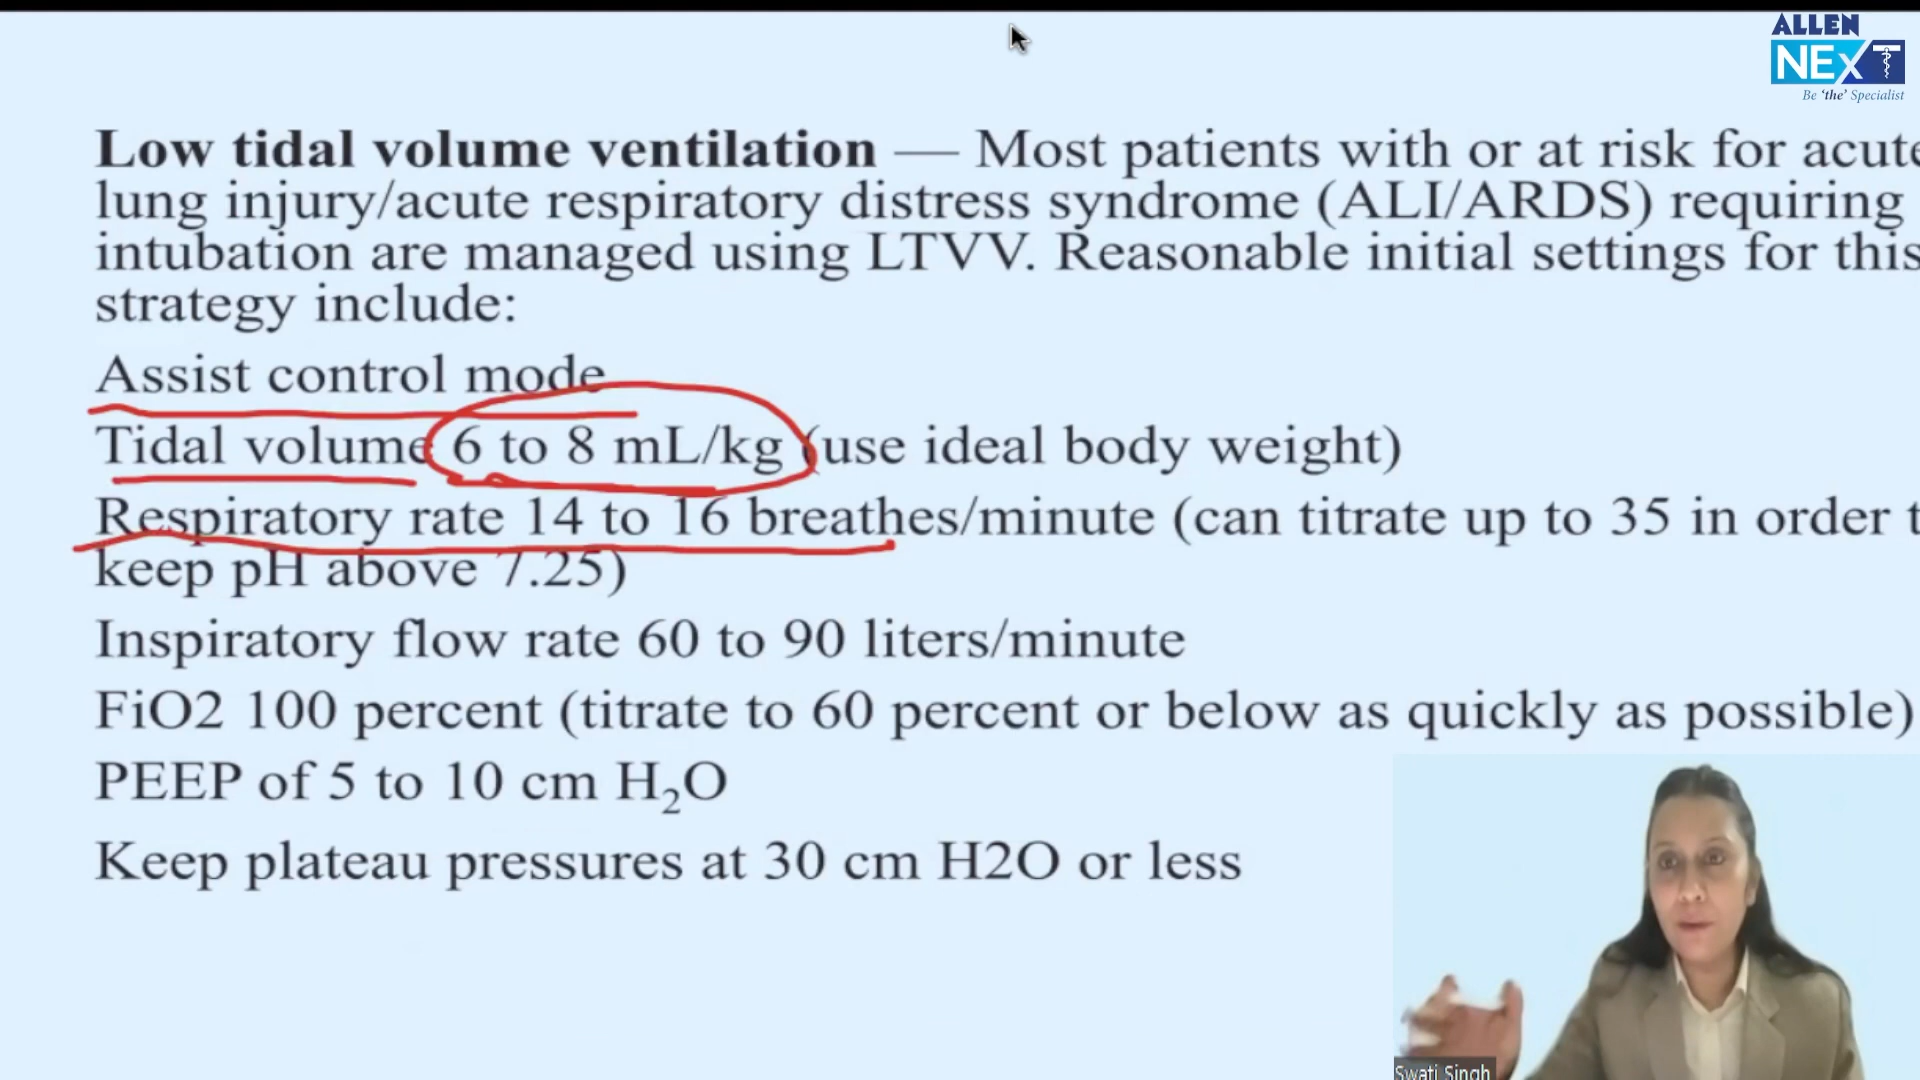 ALLEN
NEXT
Be 'the' Specialist
Low tidal volume ventilation — Most patients with or at risk for acute
lung injury/acute respiratory distress syndrome (ALI/ARDS) requiring
intubation are managed using LTVV. Reasonable initial settings for this
strategy include:
Assist control mode
Tidal volume 6 to 8 mL/kg (use ideal body weight)
Respiratory rate 14 to 16 breathes/minute (can titrate up to 35 in order t
keep pH above 7.25)
Inspiratory flow rate 60 to 90 liters/minute
FiO2 100 percent (titrate to 60 percent or below as quickly as possible)
PEEP of 5 to 10 cm H₂O
Keep plateau pressures at 30 cm H2O or less
Swati Singh